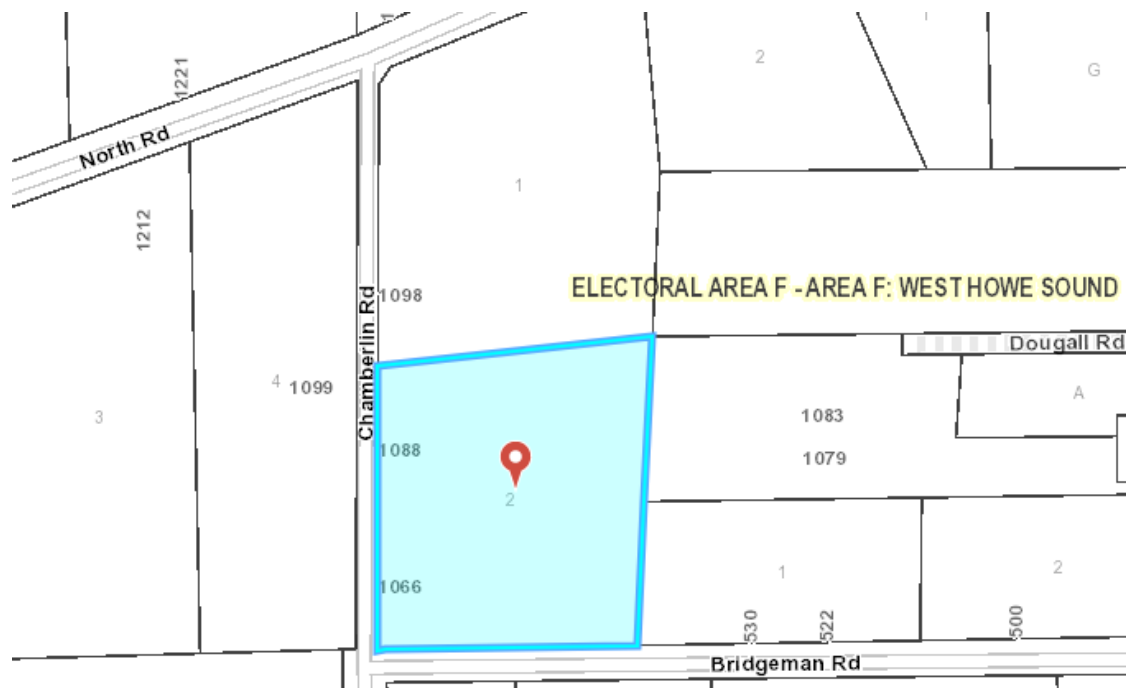 1221
2
G
North Rd
1
1212
1098
ELECTORAL AREA F - AREA F: WEST HOWE SOUND
Chamberlin Rd
Dougall Rd
4
1099
A
3
1083
1088
1079
2
1
2
1066
530
522
500
Bridgeman Rd